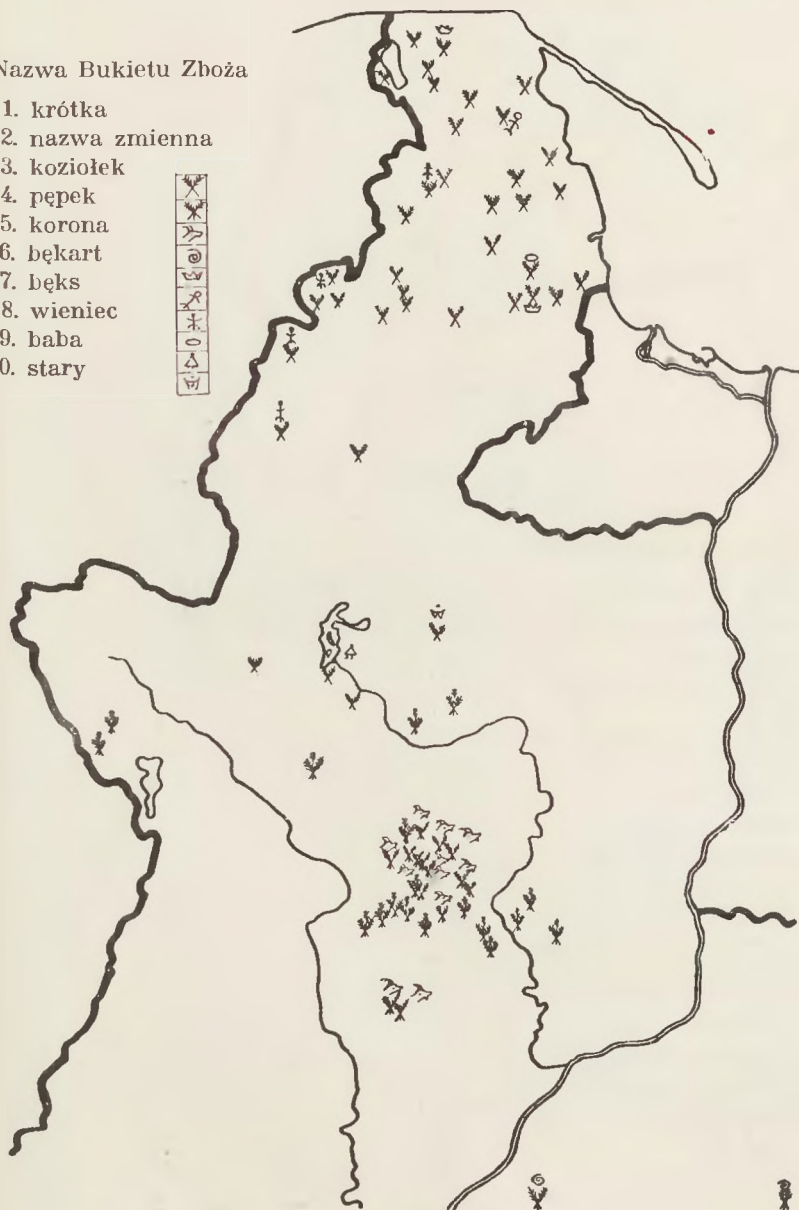 Nazwa Bukietu Zboża
1. krótka
2. nazwa zmienna
3. koziołek
4. pępek
5. korona
6. bękart
7. bęks
8. wieniec
9. baba
0. stary